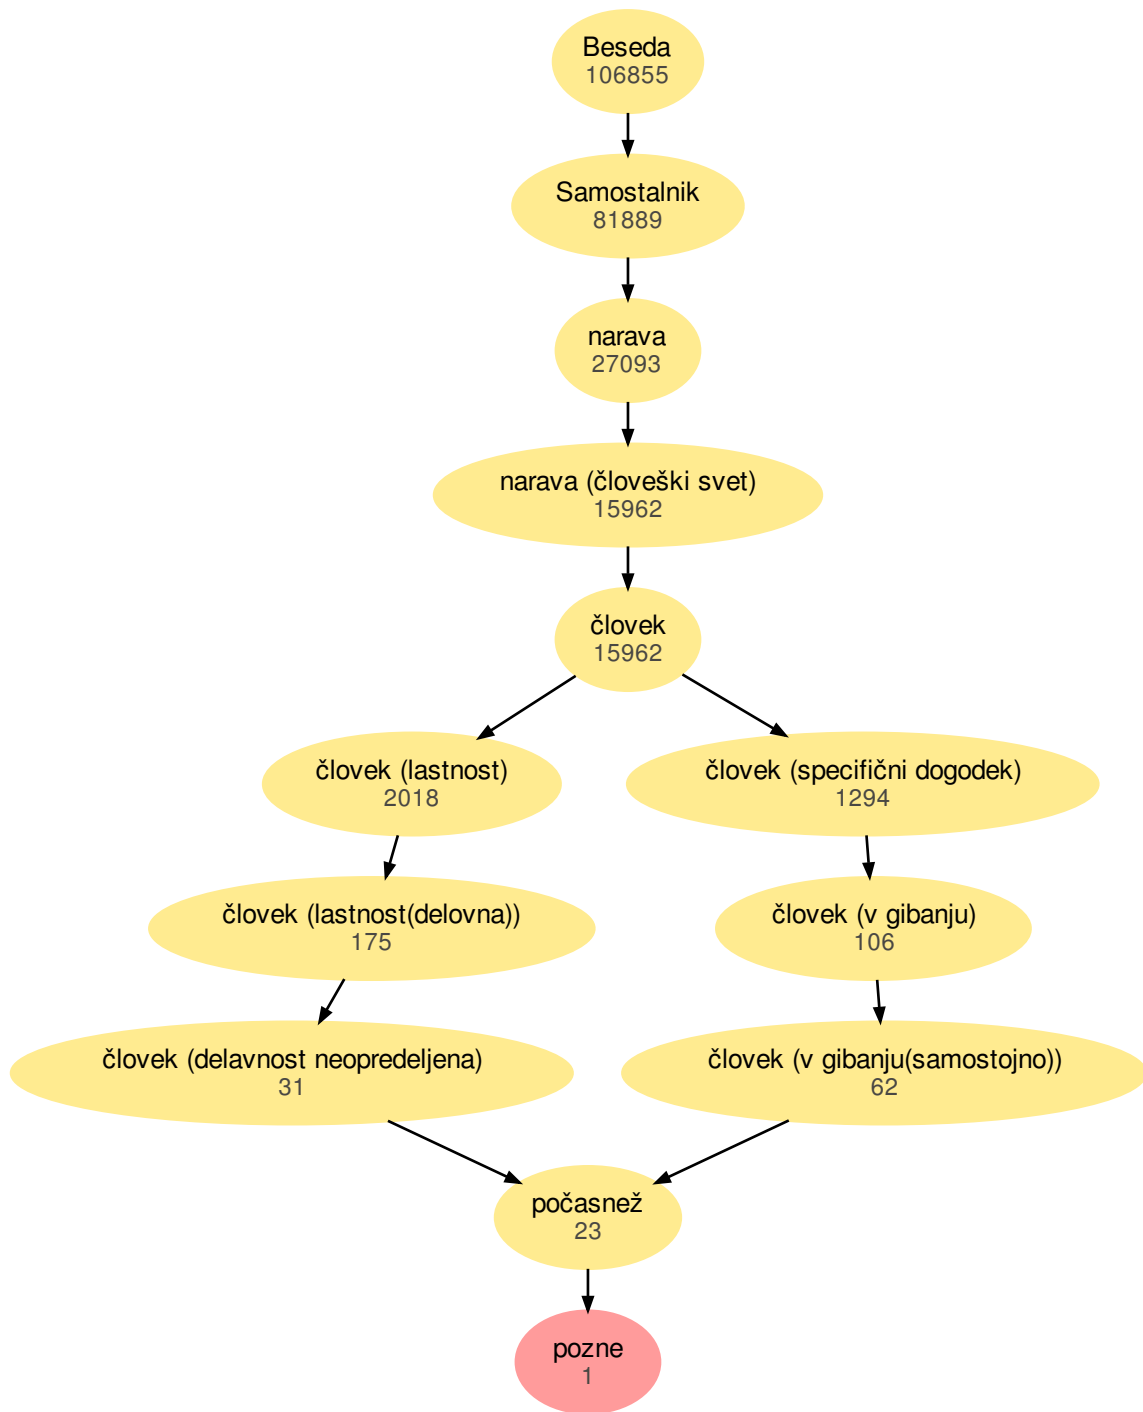 Beseda
106855
Samostalnik
81889
narava
27093
narava (človeški svet)
15962
človek
15962
človek (lastnost)
2018
človek (specifični dogodek)
1294
človek (lastnost(delovna))
175
človek (v gibanju)
106
človek (delavnost neopredeljena)
31
človek (v gibanju(samostojno))
62
počasnež
23
pozne
1